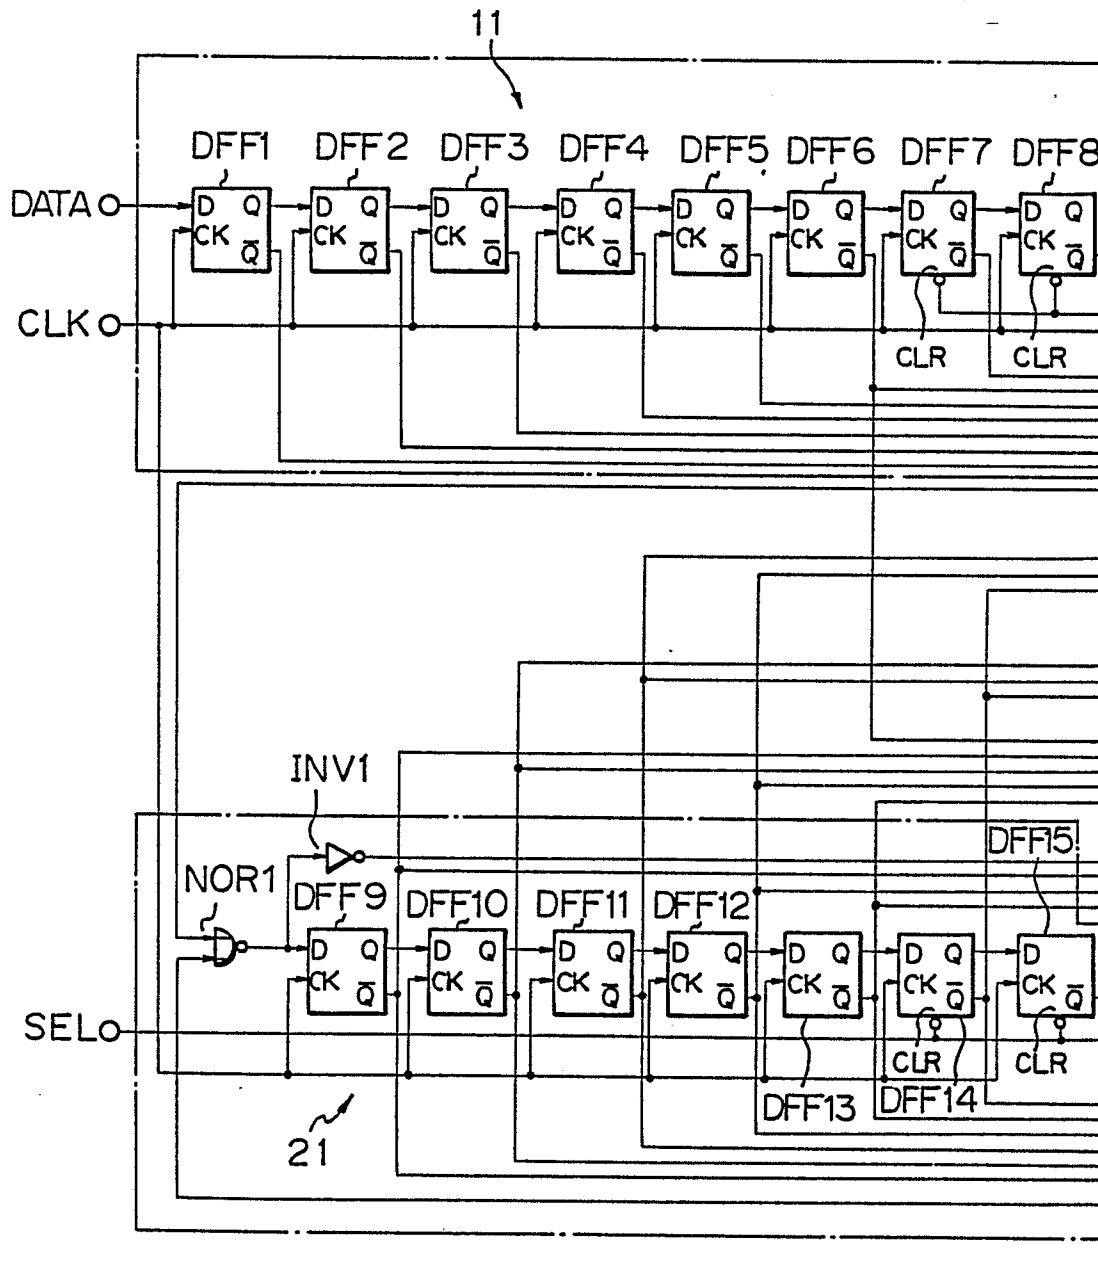 11
DFF1 DFF2 DFF3 DFF4 DFF5 DFF6 DFF7 DFF8
DATA D Q D Q D Q D Q D Q D Q D Q D Q
CK CK CK CK CK CK CK CK
Q̅ Q̅ Q̅ Q̅ Q̅ Q̅ Q̅ Q̅
CLK
CLR CLR
INV1
DFF15
NOR1
DFF9 DFF10 DFF11 DFF12
D Q D Q D Q D Q D Q D Q D
CK CK CK CK CK CK CK
Q̅ Q̅ Q̅ Q̅ Q̅ Q̅
SEL
CLR CLR
DFF13 DFF14
21